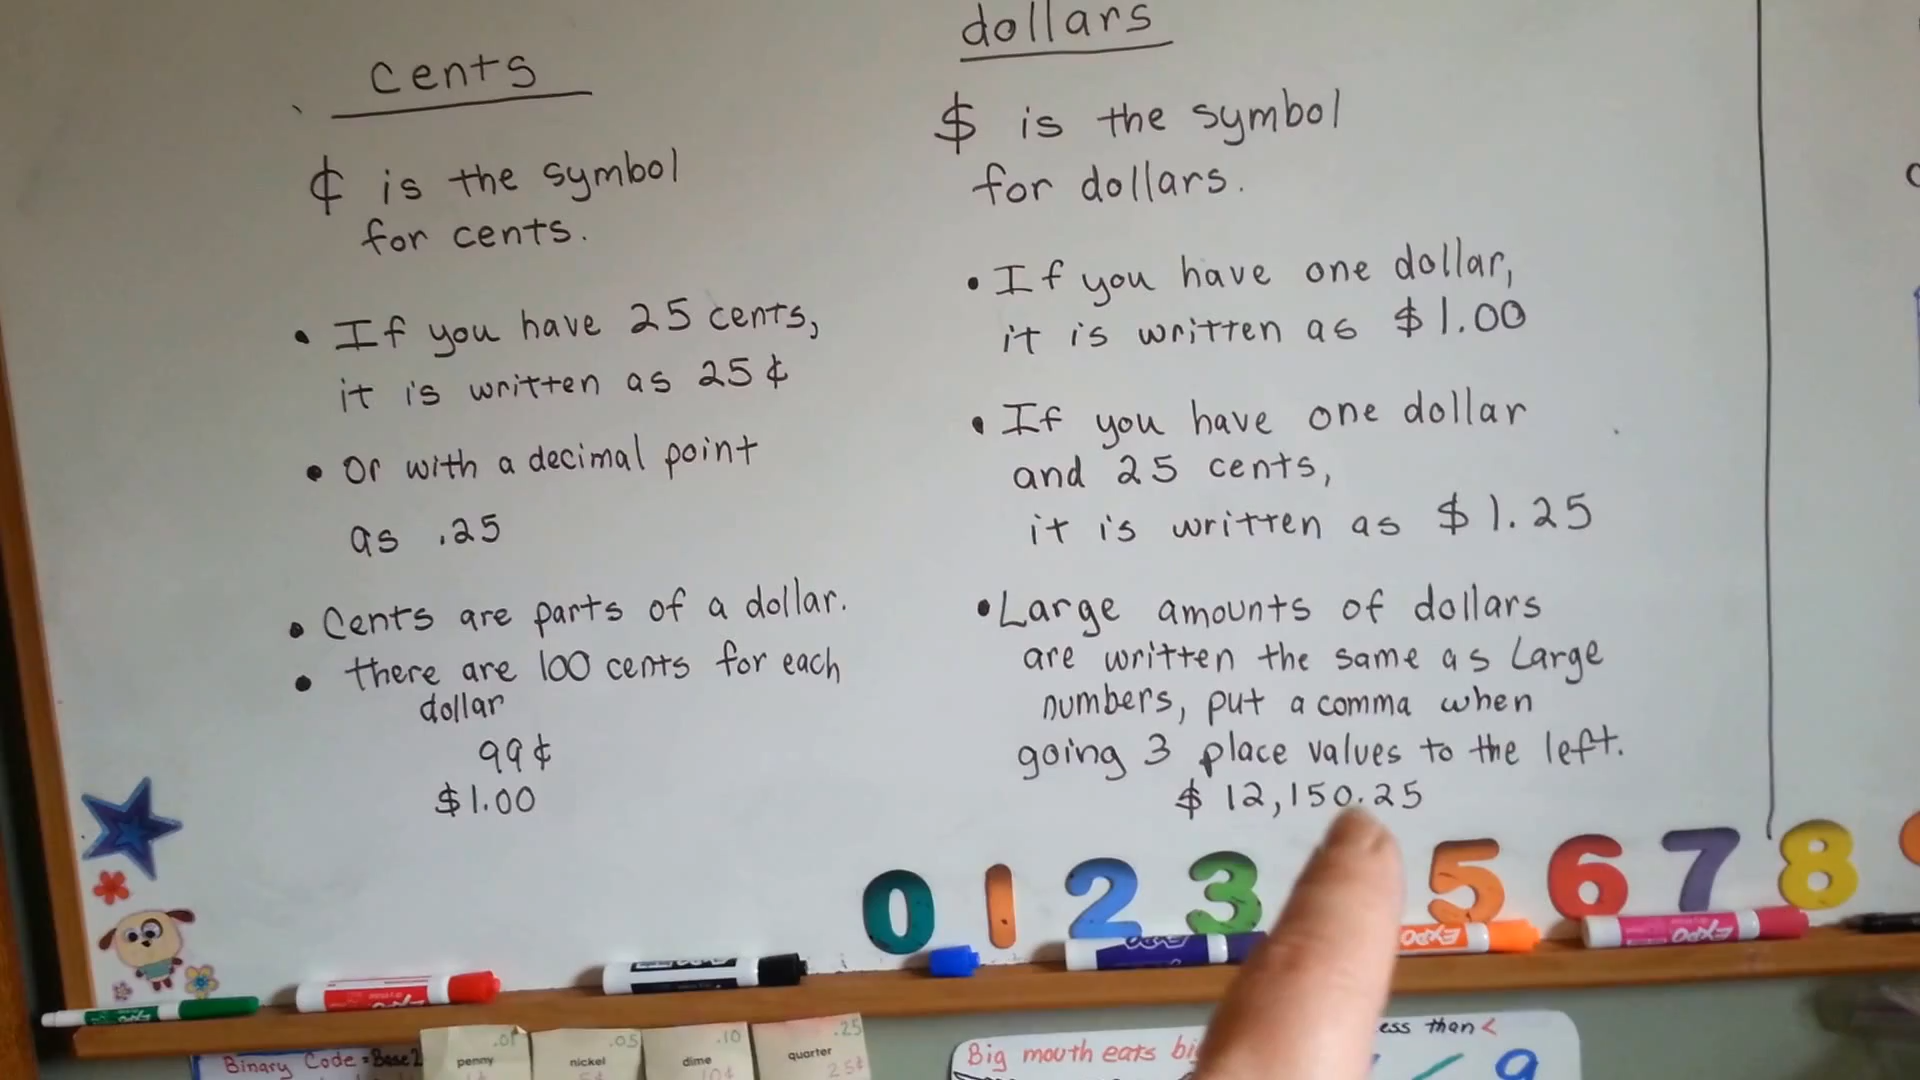 cents
¢ is the symbol
for cents.
• If you have 25 cents,
it is written as 25¢
• Or with a decimal point
as .25
• Cents are parts of a dollar.
• there are 100 cents for each
dollar
99¢
$1.00
dollars
$ is the symbol
for dollars.
• If you have one dollar,
it is written as $1.00
• If you have one dollar
and 25 cents,
it is written as $1.25
• Large amounts of dollars
are written the same as Large
numbers, put a comma when
going 3 place values to the left.
$ 12,150.25
0 1 2 3 5 6 7 8
EXPO
EXPO
Binary Code = Base 2
.01
penny
1¢
.05
nickel
5¢
.10
dime
10¢
.25
quarter
25¢
Big mouth eats
ess than <
9